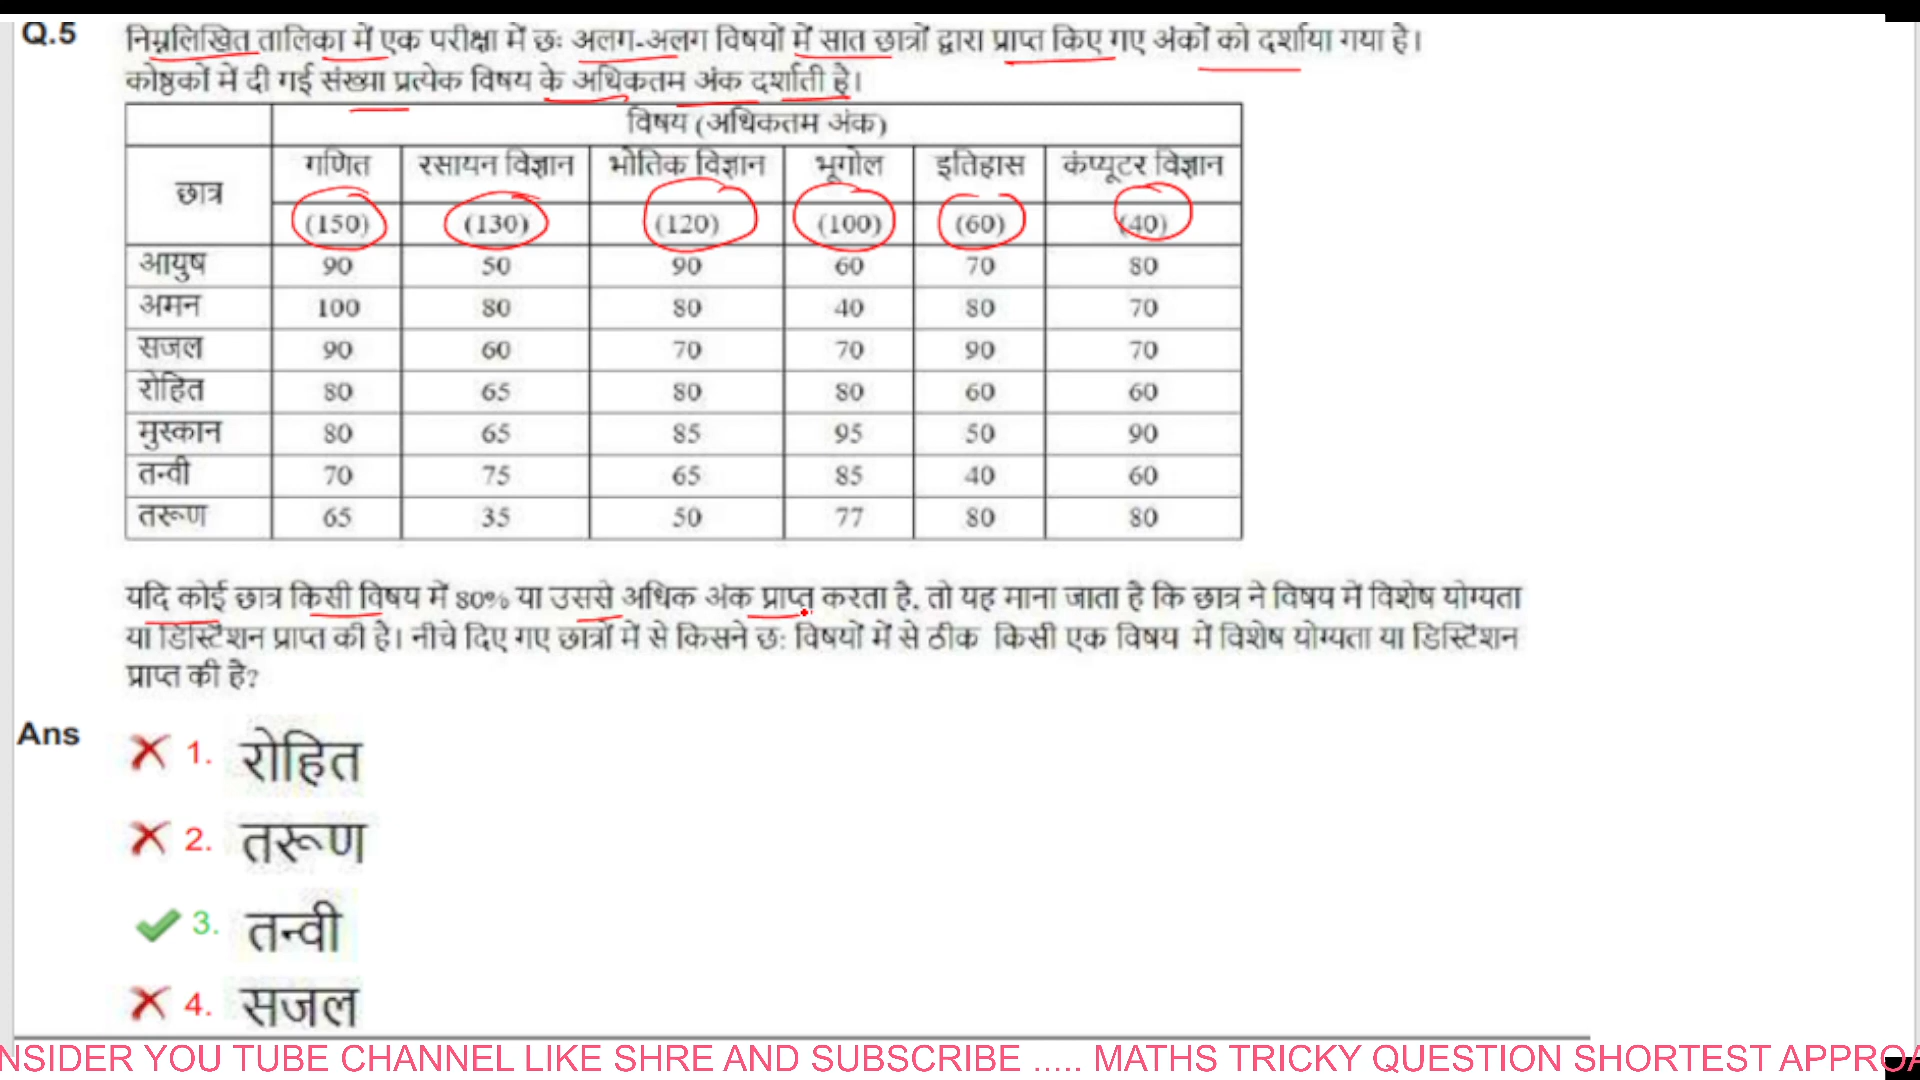 Q.5 निम्नलिखित तालिका में एक परीक्षा में छः अलग-अलग विषयों में सात छात्रों द्वारा प्राप्त किए गए अंकों को दर्शाया गया है।
कोष्ठकों में दी गई संख्या प्रत्येक विषय के अधिकतम अंक दर्शाती है।
विषय (अधिकतम अंक)
छात्र गणित रसायन विज्ञान भौतिक विज्ञान भूगोल इतिहास कंप्यूटर विज्ञान
(150) (130) (120) (100) (60) (40)
आयुष 90 50 90 60 70 80
अमन 100 80 80 40 80 70
सजल 90 60 70 70 90 70
रोहित 80 65 80 80 60 60
मुस्कान 80 65 85 95 50 90
तन्वी 70 75 65 85 40 60
तरूण 65 35 50 77 80 80
यदि कोई छात्र किसी विषय में 80% या उससे अधिक अंक प्राप्त करता है, तो यह माना जाता है कि छात्र ने विषय में विशेष योग्यता
या डिस्टिंशन प्राप्त की है। नीचे दिए गए छात्रों में से किसने छः विषयों में से ठीक किसी एक विषय में विशेष योग्यता या डिस्टिंशन
प्राप्त की है?
Ans 1. रोहित
2. तरूण
3. तन्वी
4. सजल
NSIDER YOU TUBE CHANNEL LIKE SHRE AND SUBSCRIBE ..... MATHS TRICKY QUESTION SHORTEST APPROA